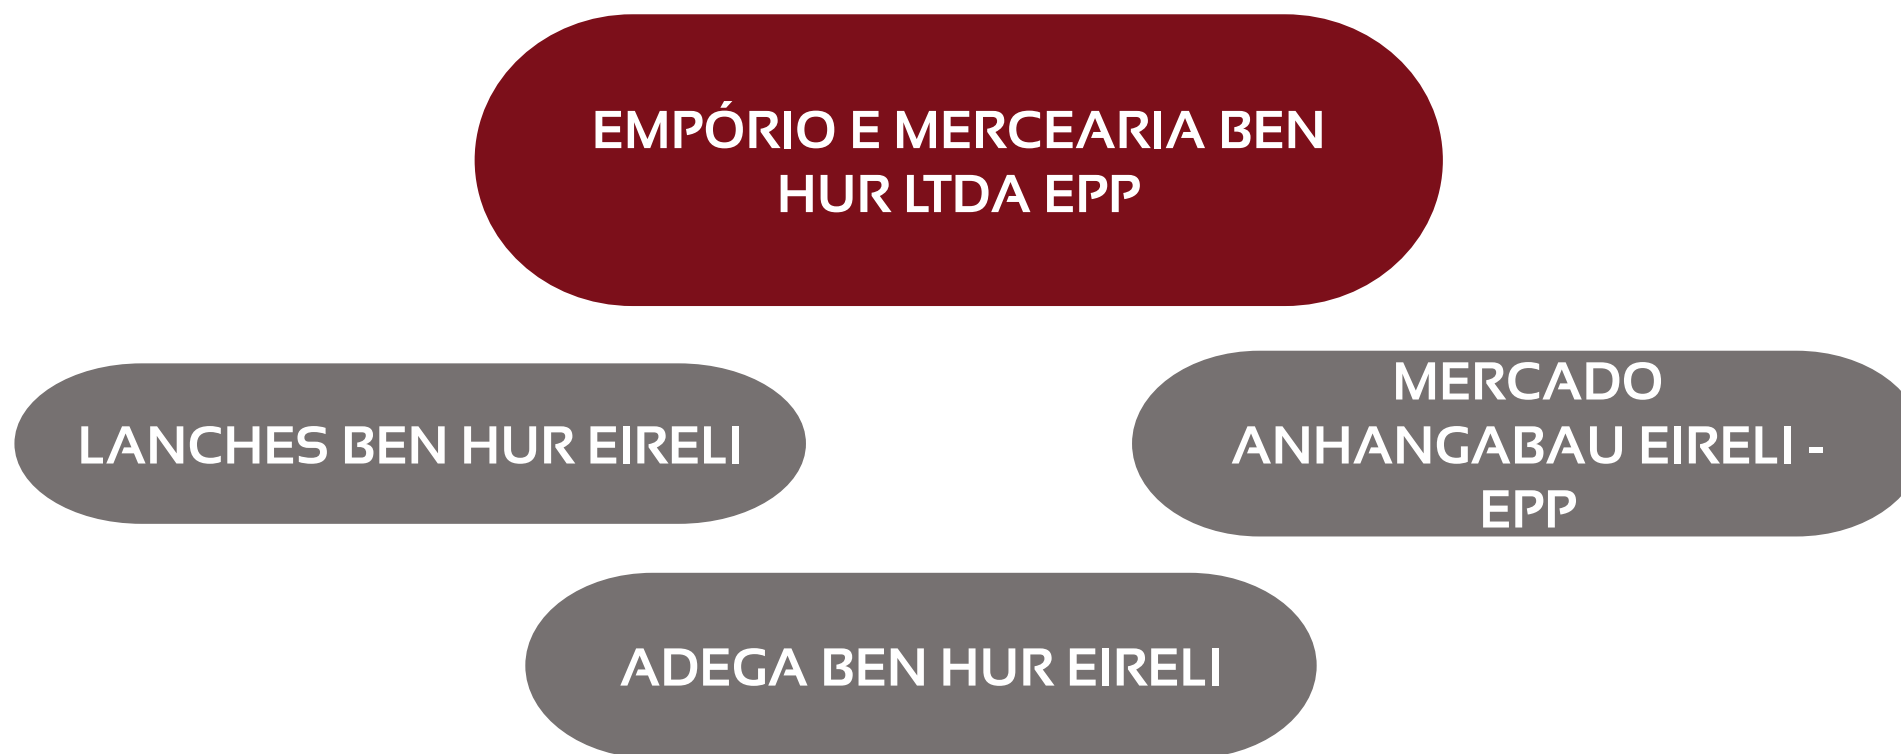 EMPÓRIO E MERCEARIA BEN
HUR LTDA EPP
LANCHES BEN HUR EIRELI
MERCADO
ANHANGABAU EIRELI -
EPP
ADEGA BEN HUR EIRELI